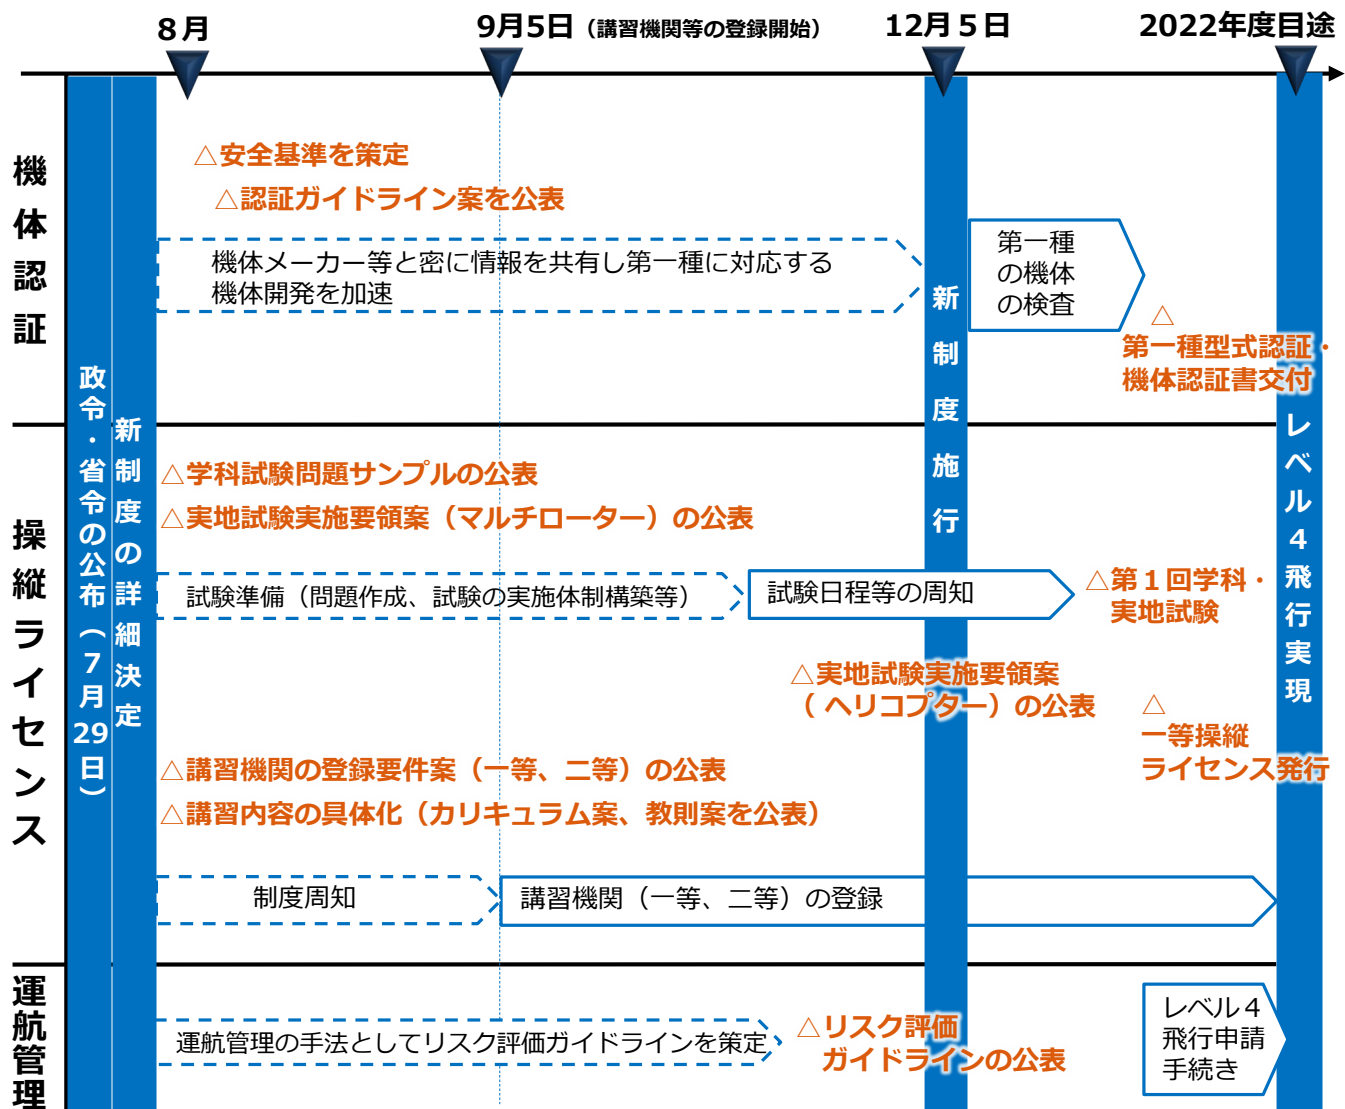 8月
9月5日（講習機関等の登録開始）
12月５日
2022年度目途
機体認証
△安全基準を策定
△認証ガイドライン案を公表
機体メーカー等と密に情報を共有し第一種に対応する
機体開発を加速
第一種
の機体
の検査
△
第一種型式認証・
機体認証書交付
政令・省令の公布（７月29日）
新制度の詳細決定
新制度施行
レベル４飛行実現
操縦ライセンス
△学科試験問題サンプルの公表
△実地試験実施要領案（マルチローター）の公表
試験準備（問題作成、試験の実施体制構築等）
試験日程等の周知
△第１回学科・
実地試験
△実地試験実施要領案
（ ヘリコプター）の公表
△
一等操縦
ライセンス発行
△講習機関の登録要件案（一等、二等）の公表
△講習内容の具体化（カリキュラム案、教則案を公表）
制度周知
講習機関（一等、二等）の登録
運航管理
運航管理の手法としてリスク評価ガイドラインを策定
△リスク評価
ガイドラインの公表
レベル４
飛行申請
手続き